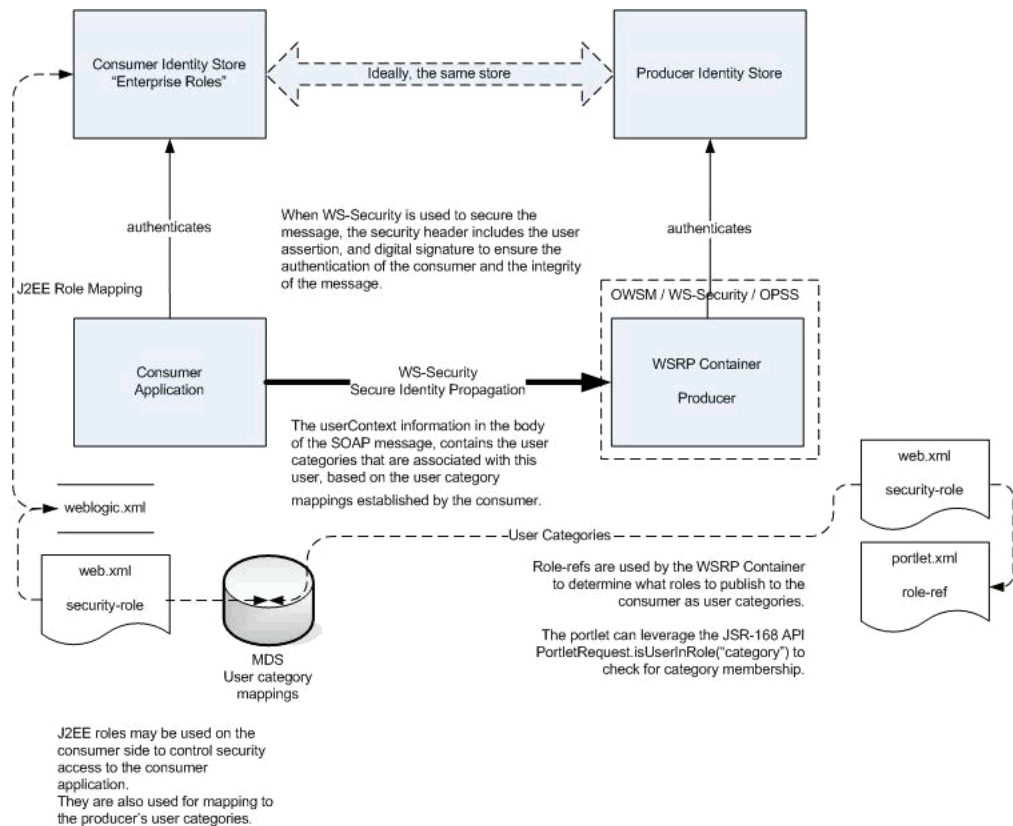 Consumer Identity Store
“Enterprise Roles”
Ideally, the same store
Producer Identity Store
authenticates
When WS-Security is used to secure the
message, the security header includes the user
assertion, and digital signature to ensure the
authentication of the consumer and the integrity
of the message.
authenticates
J2EE Role Mapping
OWSM / WS-Security / OPSS
Consumer
Application
WS-Security
Secure Identity Propagation
WSRP Container
Producer
The userContext information in the body
of the SOAP message, contains the user
categories that are associated with this
user, based on the user category
mappings established by the consumer.
web.xml
security-role
weblogic.xml
User Categories
web.xml
security-role
Role-refs are used by the WSRP Container
to determine what roles to publish to the
consumer as user categories.
portlet.xml
role-ref
The portlet can leverage the JSR-168 API
PortletRequest.isUserInRole(“category”) to
check for category membership.
MDS
User category
mappings
J2EE roles may be used on the
consumer side to control security
access to the consumer
application.
They are also used for mapping to
the producer’s user categories.